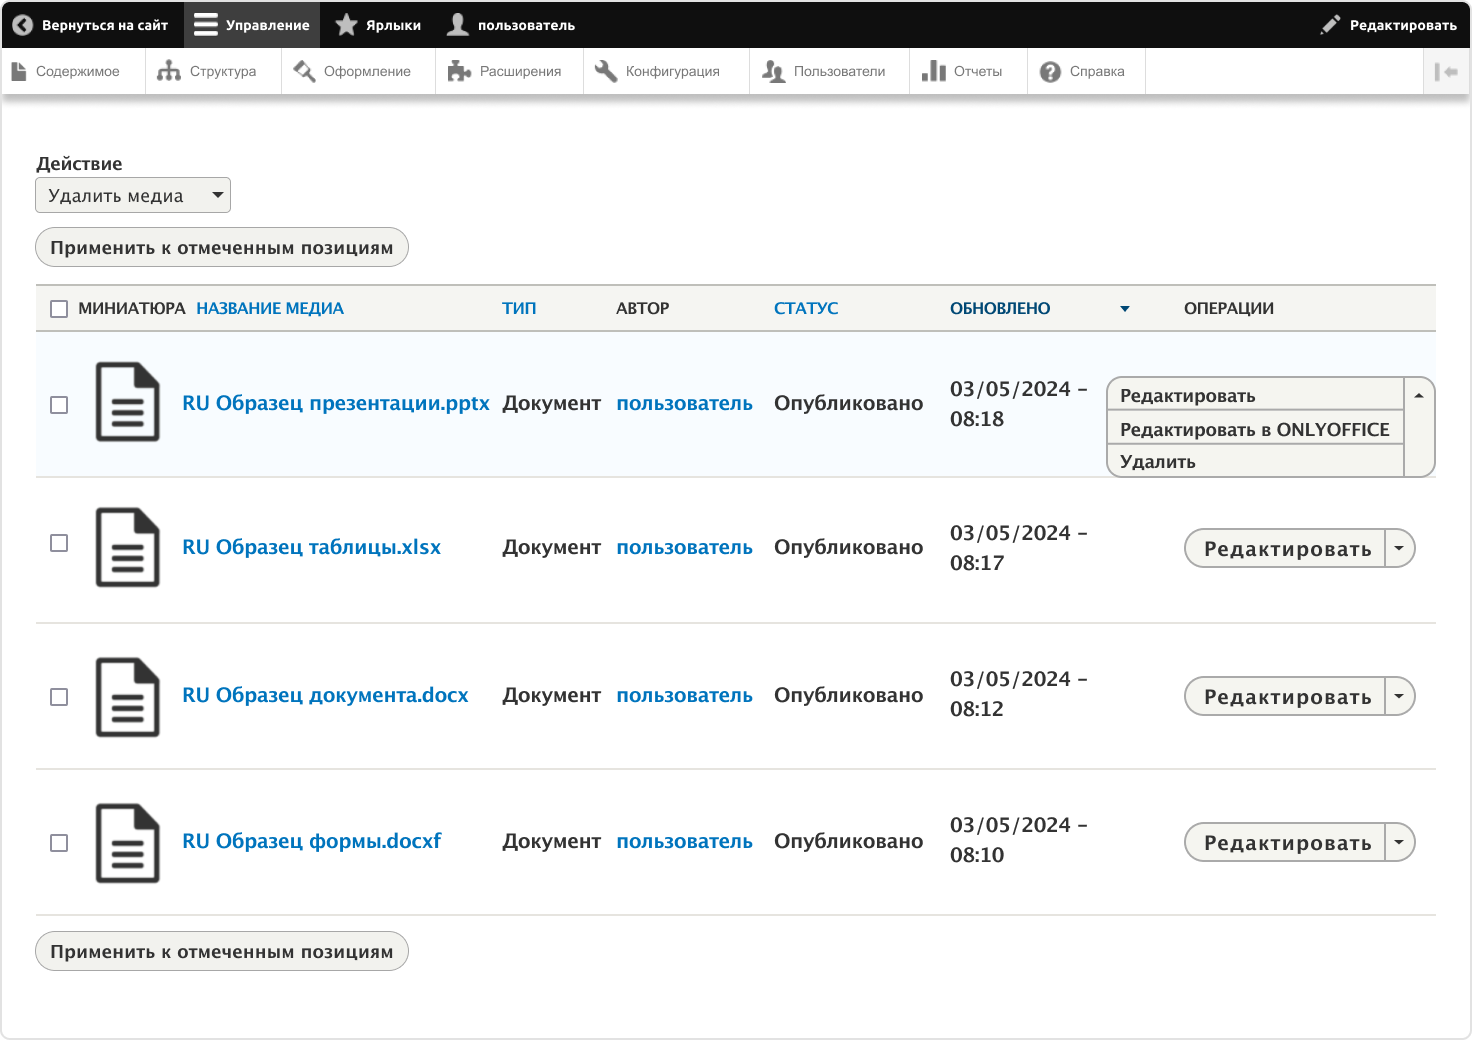 Вернуться на сайт Управление Ярлыки пользователь Редактировать
Содержимое Структура Оформление Расширения Конфигурация Пользователи Отчеты Справка
Действие
Удалить медиа
Применить к отмеченным позициям
МИНИАТЮРА НАЗВАНИЕ МЕДИА ТИП АВТОР СТАТУС ОБНОВЛЕНО ОПЕРАЦИИ
RU Образец презентации.pptx Документ пользователь Опубликовано 03/05/2024 –
08:18
Редактировать
Редактировать в ONLYOFFICE
Удалить
RU Образец таблицы.xlsx Документ пользователь Опубликовано 03/05/2024 –
08:17
Редактировать
RU Образец документа.docx Документ пользователь Опубликовано 03/05/2024 –
08:12
Редактировать
RU Образец формы.docxf Документ пользователь Опубликовано 03/05/2024 –
08:10
Редактировать
Применить к отмеченным позициям